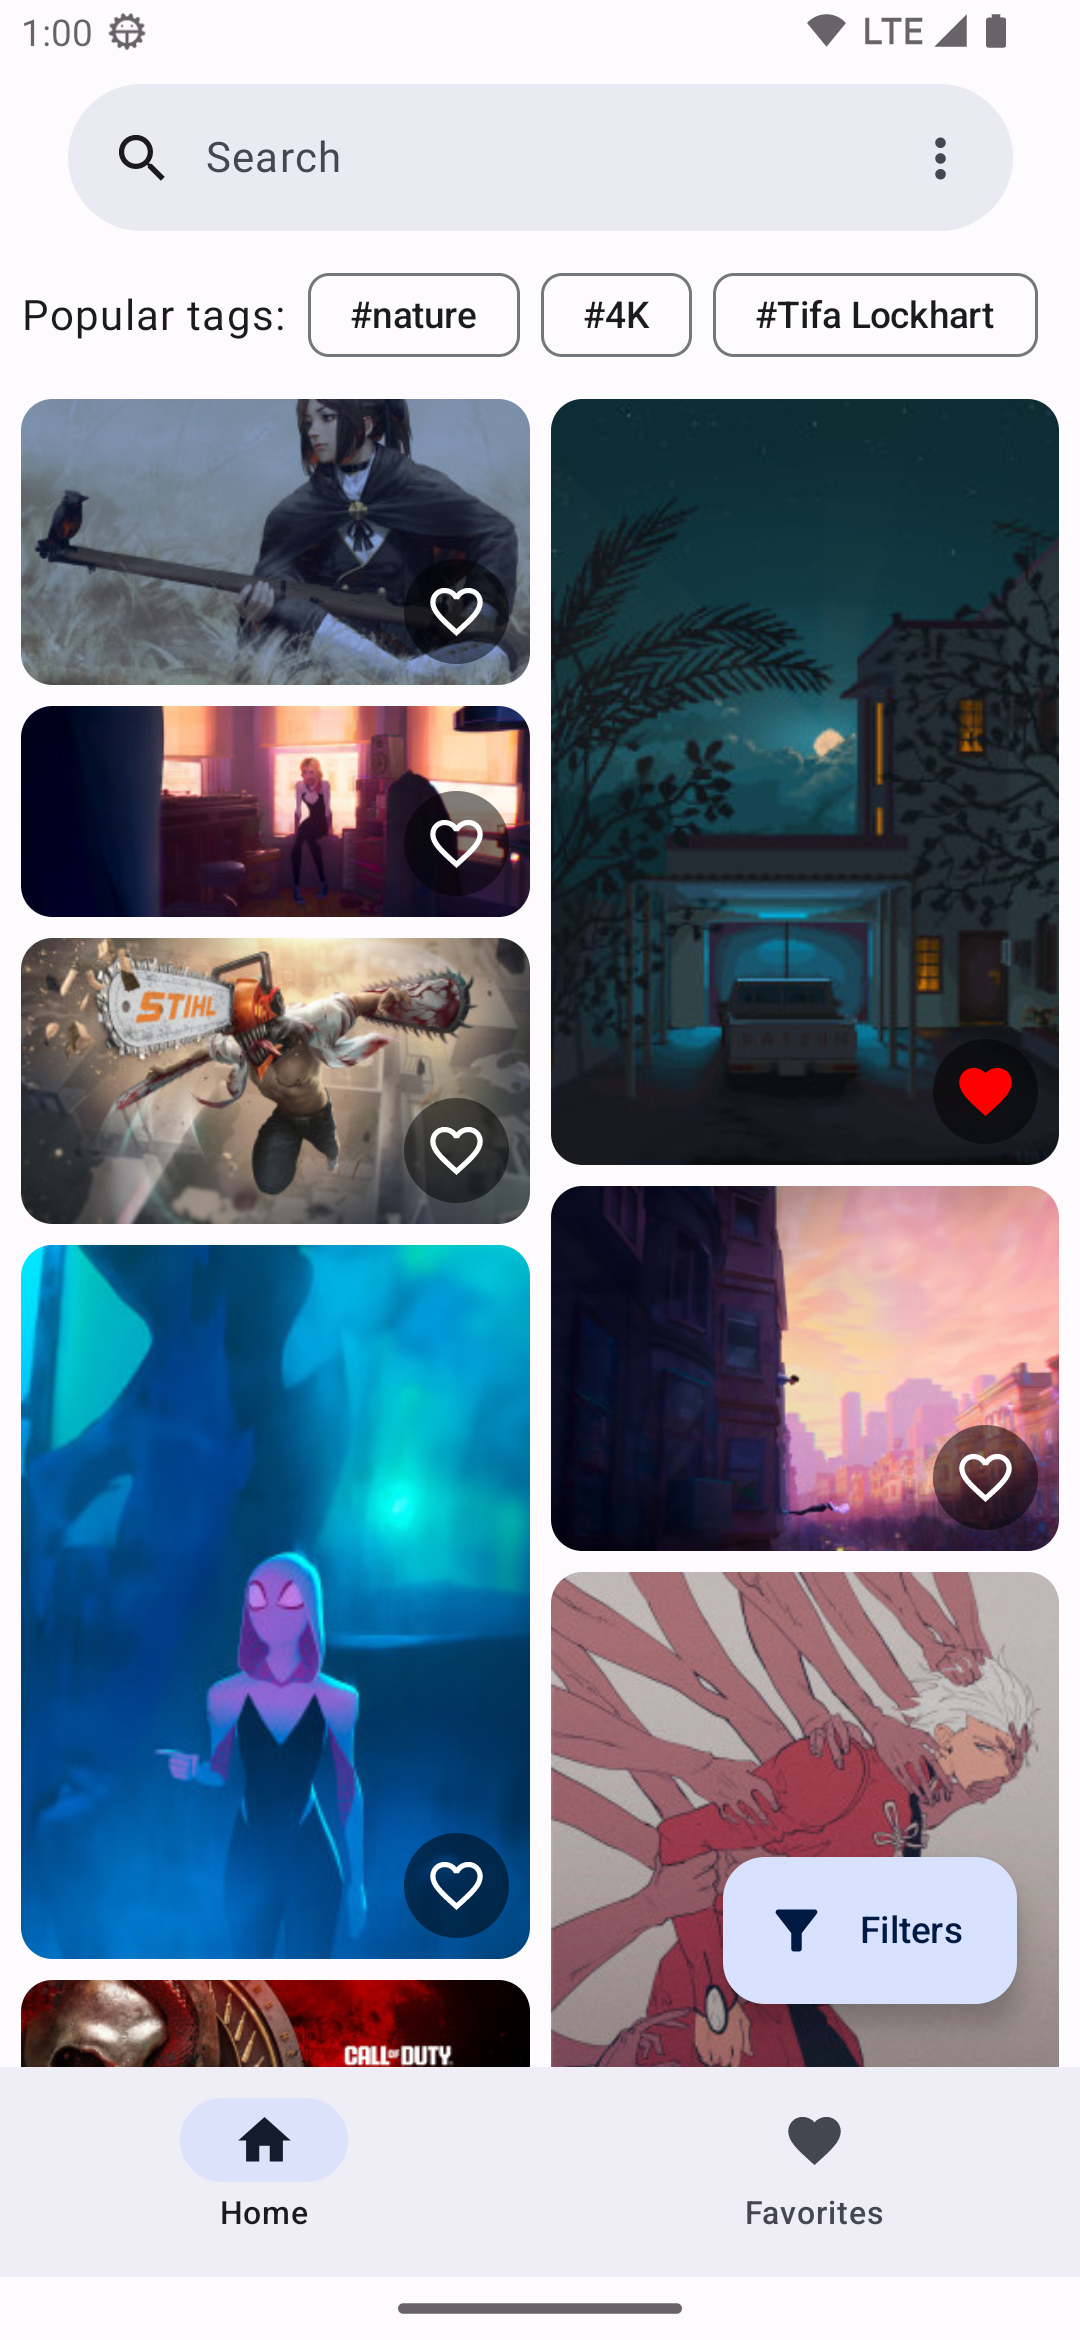 1:00
LTE
Search
Popular tags:
#nature
#4K
#Tifa Lockhart
STIHL
CALL OF DUTY
Filters
Home
Favorites